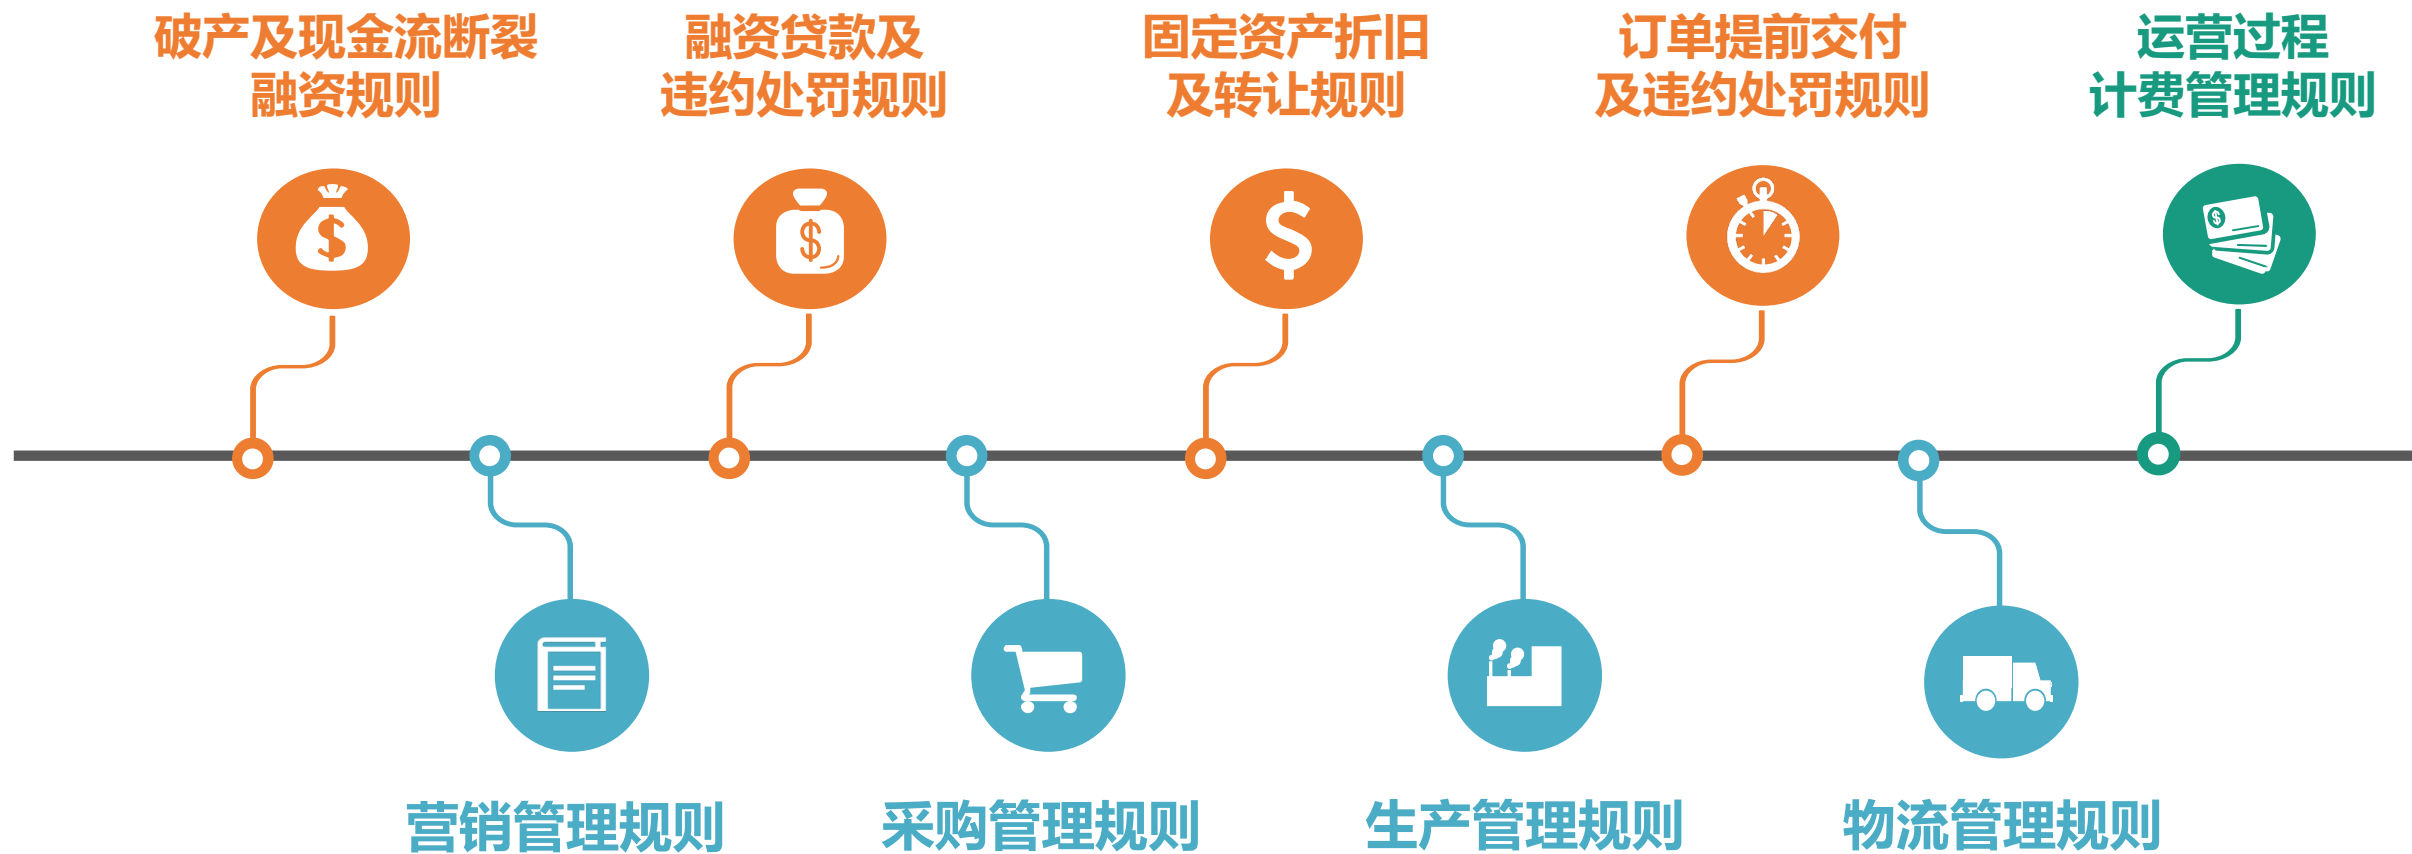 破产及现金流断裂
融资规则
融资贷款及
违约处罚规则
固定资产折旧
及转让规则
订单提前交付
及违约处罚规则
运营过程
计费管理规则
营销管理规则
采购管理规则
生产管理规则
物流管理规则